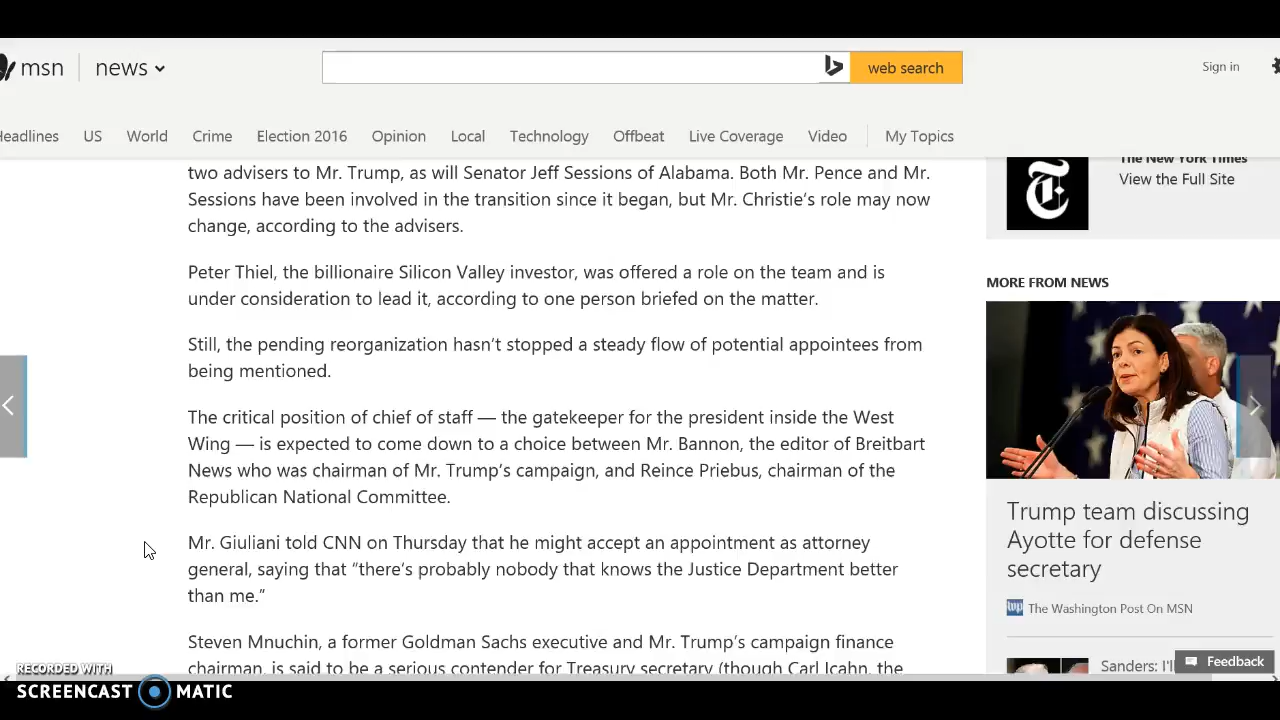 msn
news
web search
Sign in
Headlines US World Crime Election 2016 Opinion Local Technology Offbeat Live Coverage Video My Topics
two advisers to Mr. Trump, as will Senator Jeff Sessions of Alabama. Both Mr. Pence and Mr.
Sessions have been involved in the transition since it began, but Mr. Christie's role may now
change, according to the advisers.
Peter Thiel, the billionaire Silicon Valley investor, was offered a role on the team and is
under consideration to lead it, according to one person briefed on the matter.
Still, the pending reorganization hasn't stopped a steady flow of potential appointees from
being mentioned.
The critical position of chief of staff — the gatekeeper for the president inside the West
Wing — is expected to come down to a choice between Mr. Bannon, the editor of Breitbart
News who was chairman of Mr. Trump's campaign, and Reince Priebus, chairman of the
Republican National Committee.
Mr. Giuliani told CNN on Thursday that he might accept an appointment as attorney
general, saying that "there's probably nobody that knows the Justice Department better
than me."
Steven Mnuchin, a former Goldman Sachs executive and Mr. Trump's campaign finance
chairman, is said to be a serious contender for Treasury secretary (though Carl Icahn, the
The New York Times
View the Full Site
T
MORE FROM NEWS
Trump team discussing
Ayotte for defense
secretary
wp The Washington Post On MSN
Sanders: I'll
Feedback
RECORDED WITH
SCREENCAST MATIC